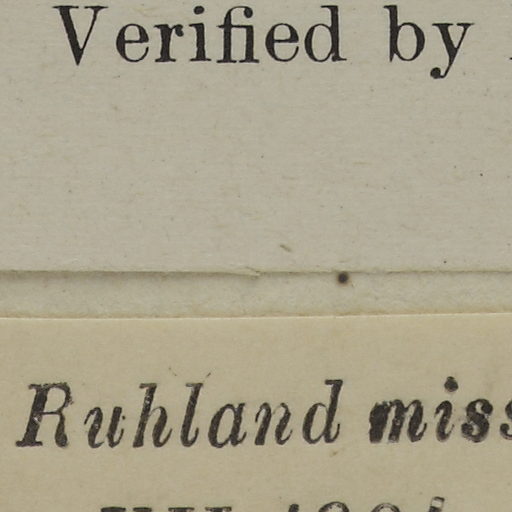 Verified by
Ruhland miss